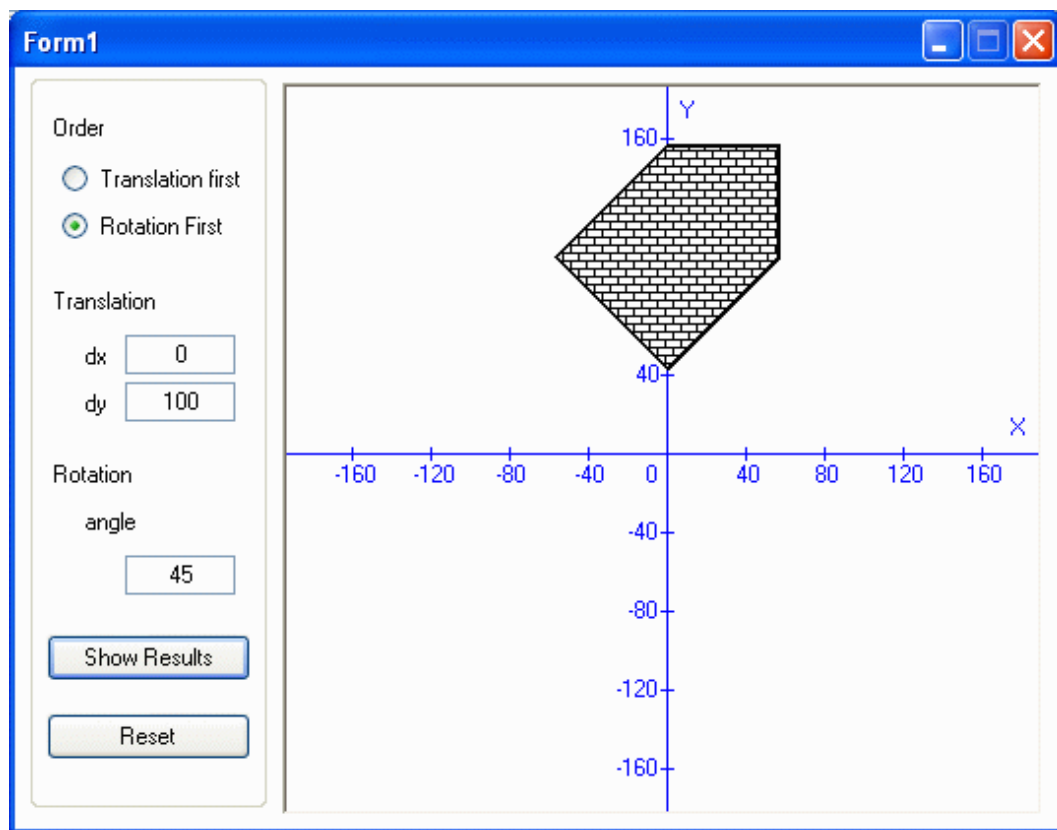 Form1
Order
Translation first
Rotation First
Translation
dx 0
dy 100
Rotation
angle
45
Show Results
Reset
Y
160
40
X
-160 -120 -80 -40 0 40 80 120 160
-40
-80
-120
-160